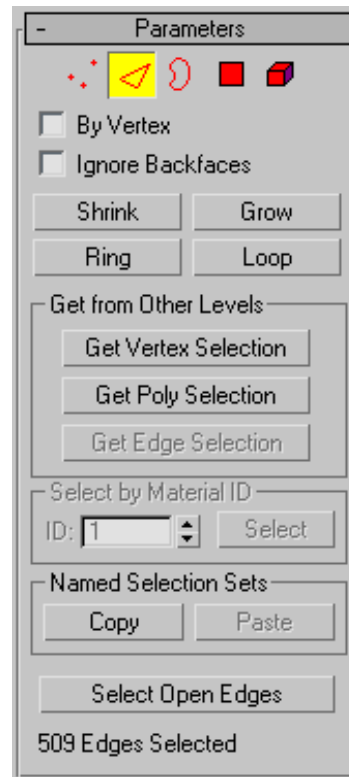 - Parameters
By Vertex
Ignore Backfaces
Shrink Grow
Ring Loop
Get from Other Levels
Get Vertex Selection
Get Poly Selection
Get Edge Selection
Select by Material ID
ID: 1 Select
Named Selection Sets
Copy Paste
Select Open Edges
509 Edges Selected